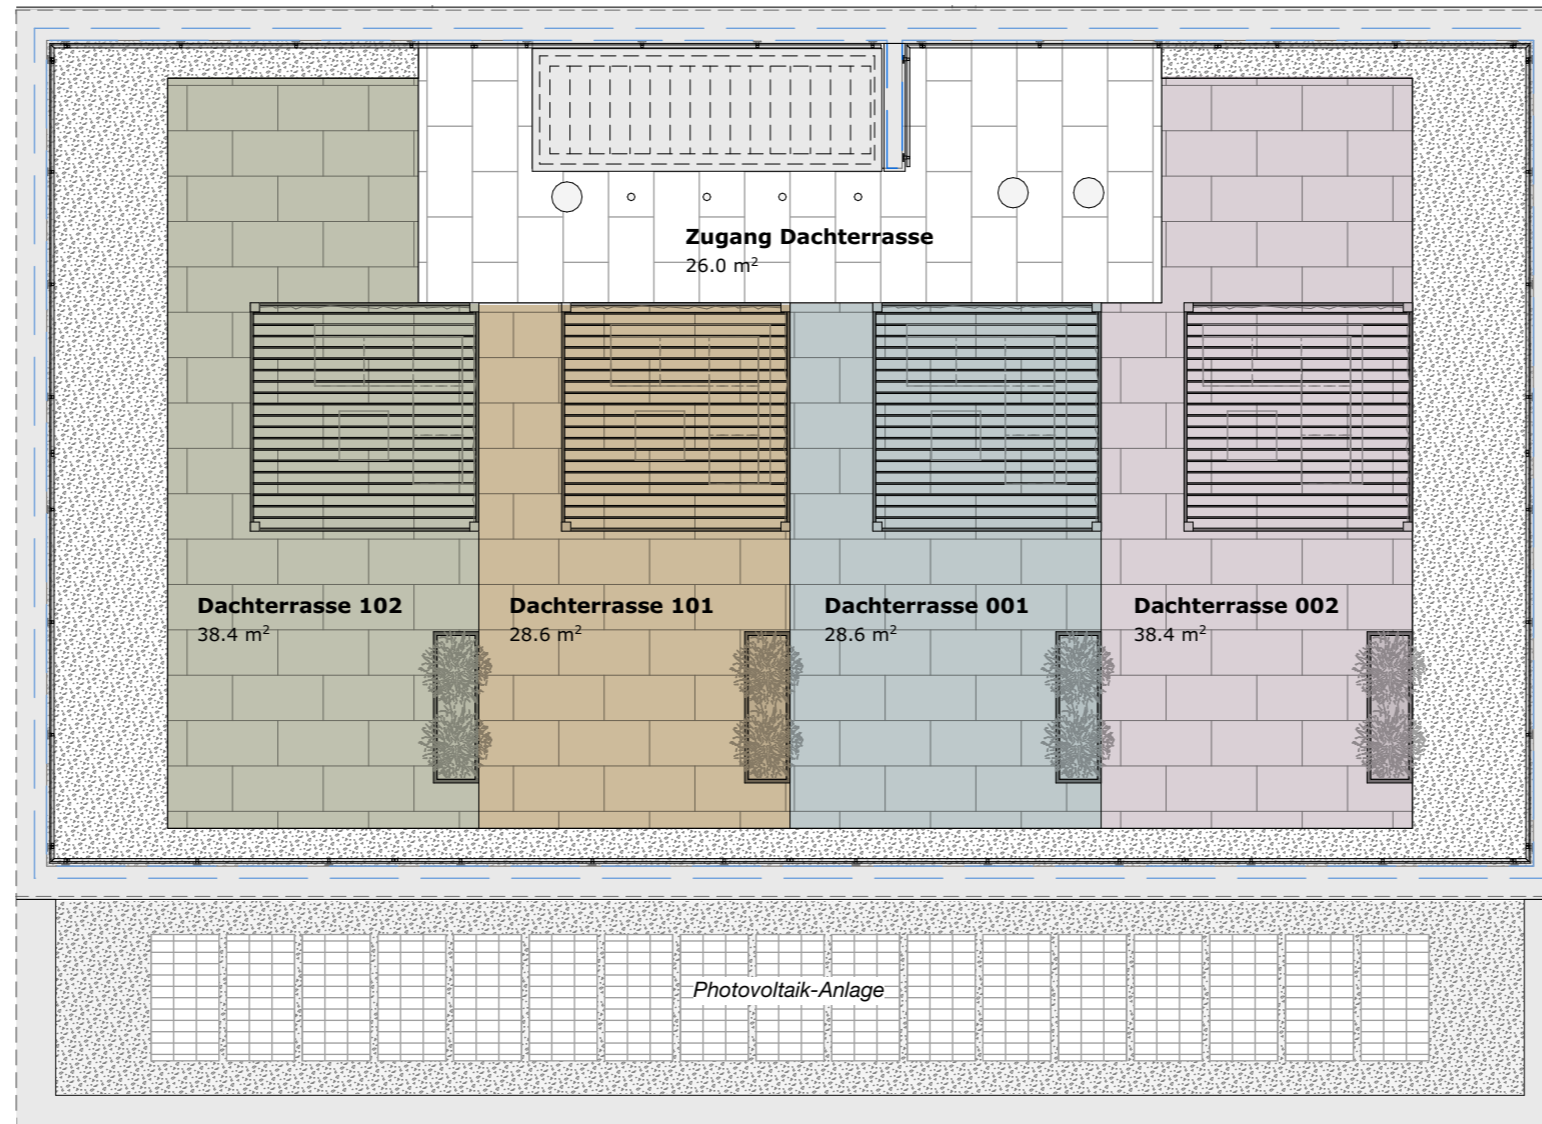 Zugang Dachterrasse
26.0 m²
Dachterrasse 102
38.4 m²
Dachterrasse 101
28.6 m²
Dachterrasse 001
28.6 m²
Dachterrasse 002
38.4 m²
Photovoltaik-Anlage